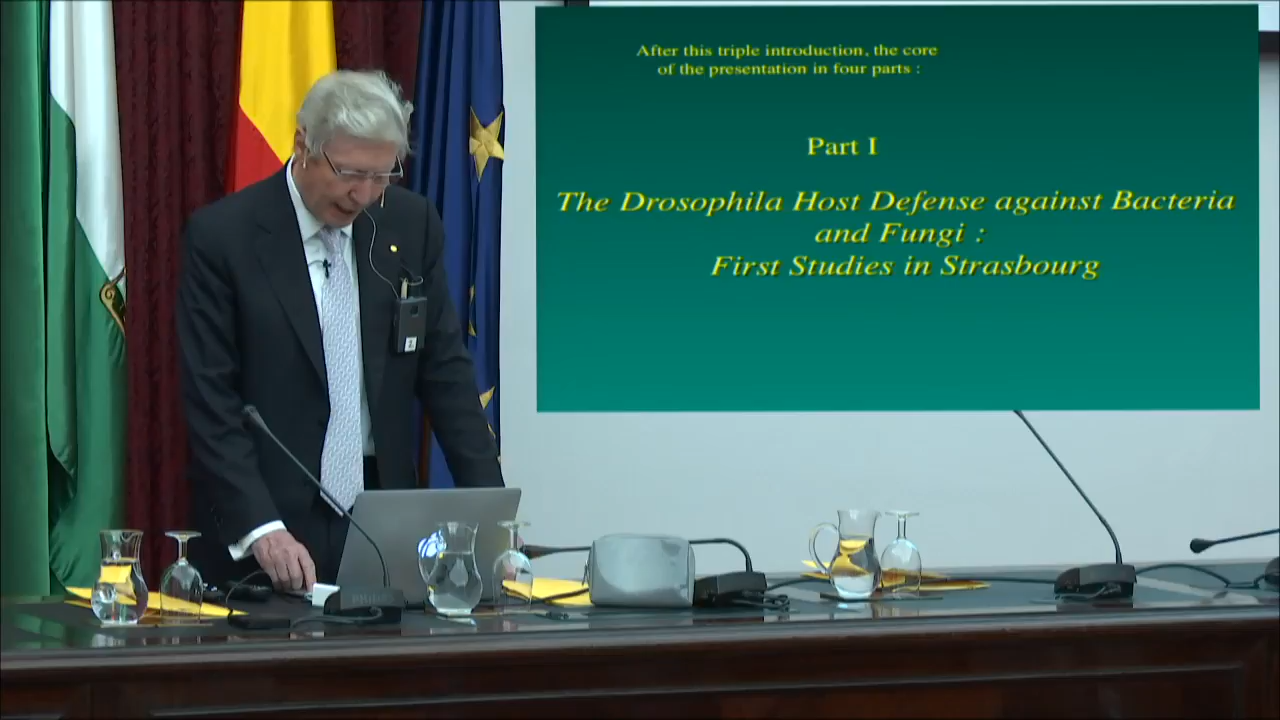 After this triple introduction, the core
of the presentation in four parts :
Part I
The Drosophila Host Defense against Bacteria
and Fungi :
First Studies in Strasbourg